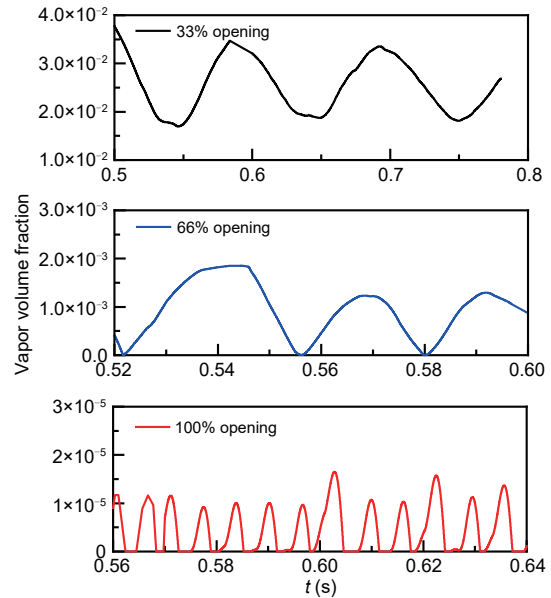 4.0×10⁻²
33% opening
3.0×10⁻²
2.0×10⁻²
1.0×10⁻²
0.5 0.6 0.7 0.8
Vapor volume fraction
3.0×10⁻³
66% opening
2.0×10⁻³
1.0×10⁻³
0.0
0.52 0.54 0.56 0.58 0.60
3×10⁻⁵
100% opening
2×10⁻⁵
1×10⁻⁵
0
0.56 0.58 0.60 0.62 0.64
t (s)